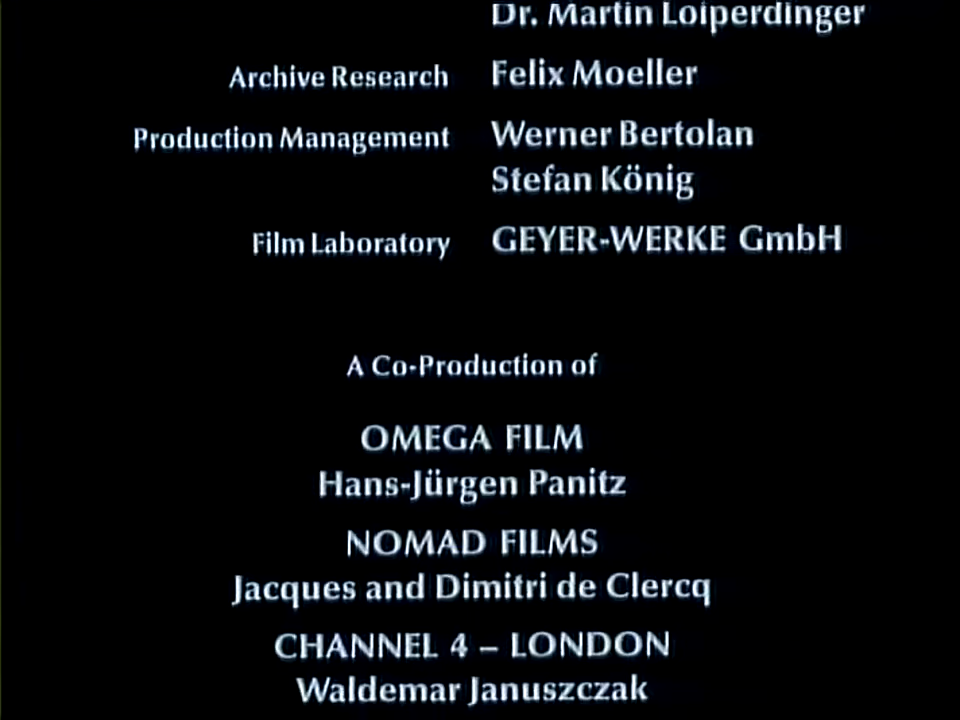 Dr. Martin Loiperdinger
Archive Research Felix Moeller
Production Management Werner Bertolan
Stefan König
Film Laboratory GEYER-WERKE GmbH
A Co-Production of
OMEGA FILM
Hans-Jürgen Panitz
NOMAD FILMS
Jacques and Dimitri de Clercq
CHANNEL 4 – LONDON
Waldemar Januszczak